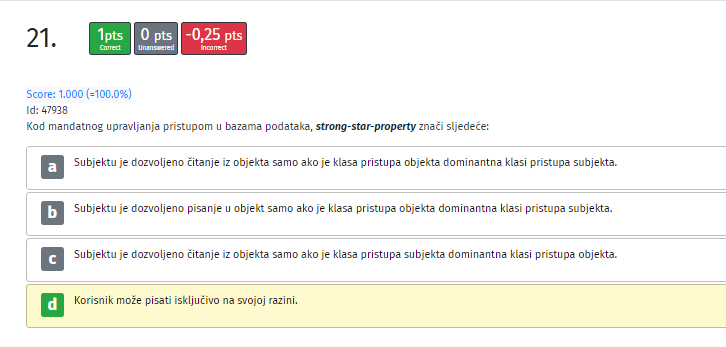 21.
1pts
Correct
0 pts
Unanswered
-0,25 pts
Incorrect
Score: 1.000 (=100.0%)
Id: 47938
Kod mandatnog upravljanja pristupom u bazama podataka, strong-star-property znači sljedeće:
a Subjektu je dozvoljeno čitanje iz objekta samo ako je klasa pristupa objekta dominantna klasi pristupa subjekta.
b Subjektu je dozvoljeno pisanje u objekt samo ako je klasa pristupa objekta dominantna klasi pristupa subjekta.
c Subjektu je dozvoljeno čitanje iz objekta samo ako je klasa pristupa subjekta dominantna klasi pristupa objekta.
d Korisnik može pisati isključivo na svojoj razini.